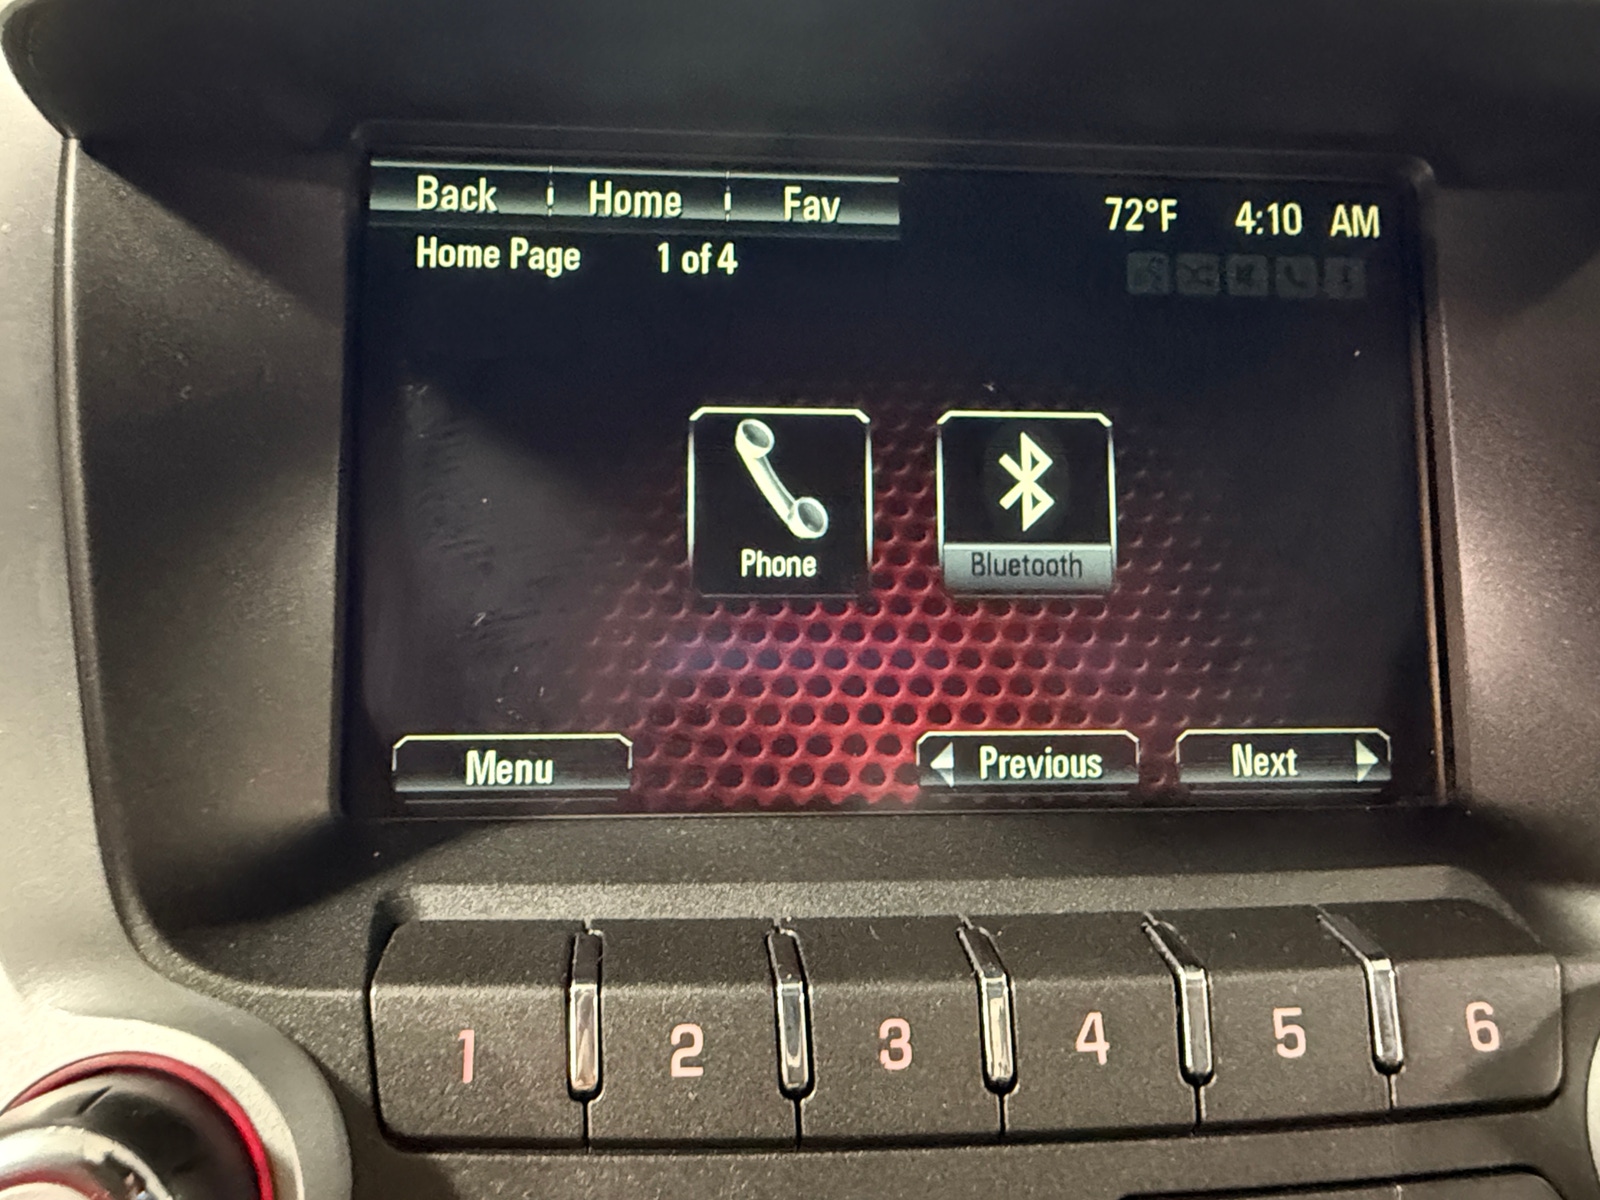 Back Home Fav 72°F 4:10 AM
Home Page 1 of 4
Phone Bluetooth
Menu Previous Next
1 2 3 4 5 6